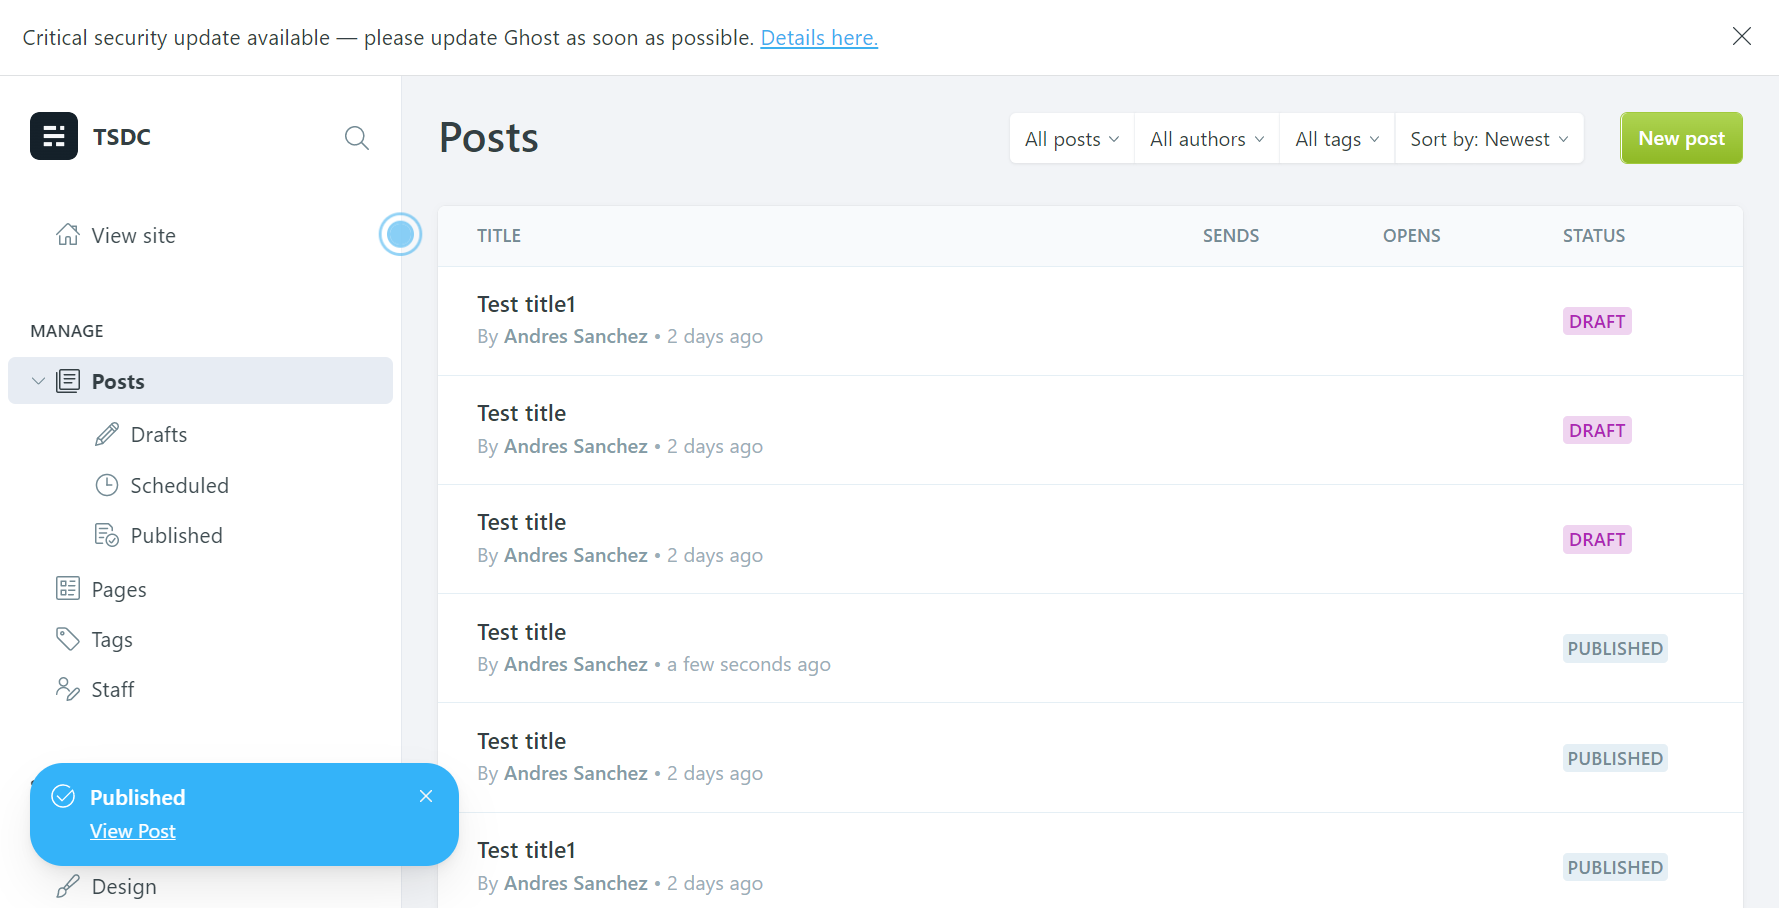 Critical security update available — please update Ghost as soon as possible. Details here.
TSDC
View site
MANAGE
Posts
Drafts
Scheduled
Published
Pages
Tags
Staff
Published
View Post
Design
Posts
All posts
All authors
All tags
Sort by: Newest
New post
TITLE SENDS OPENS STATUS
Test title1
By Andres Sanchez • 2 days ago
DRAFT
Test title
By Andres Sanchez • 2 days ago
DRAFT
Test title
By Andres Sanchez • 2 days ago
DRAFT
Test title
By Andres Sanchez • a few seconds ago
PUBLISHED
Test title
By Andres Sanchez • 2 days ago
PUBLISHED
Test title1
By Andres Sanchez • 2 days ago
PUBLISHED